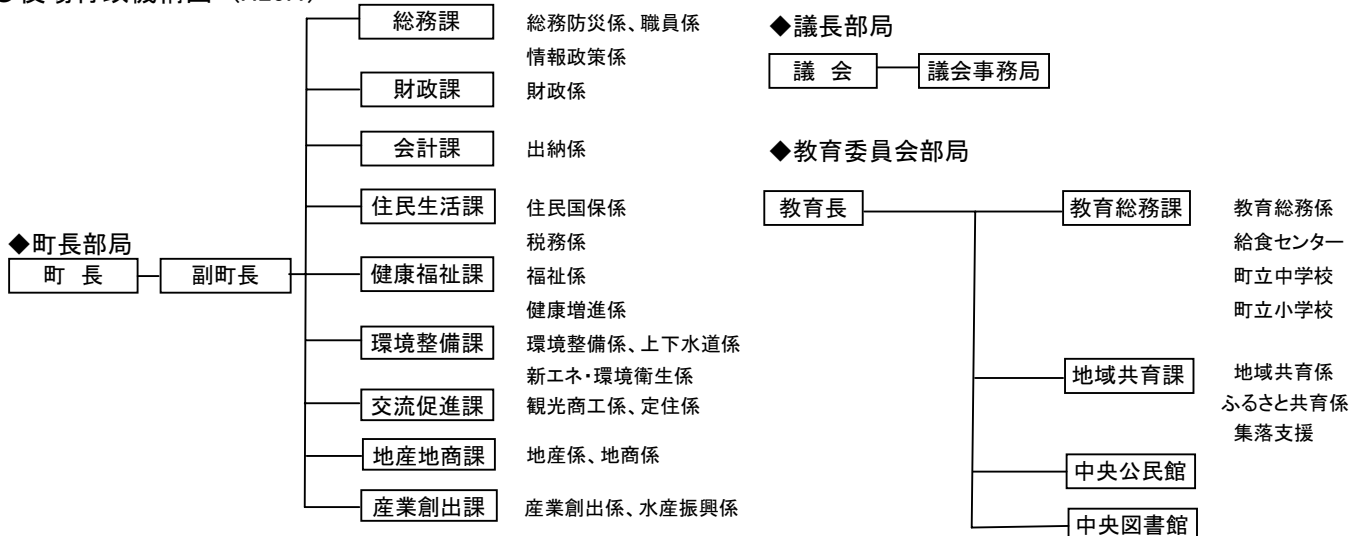 総務課 総務防災係、職員係
情報政策係
財政課 財政係
会計課 出納係
住民生活課 住民国保係
税務係
◆町長部局
町 長 副町長 健康福祉課 福祉係
健康増進係
環境整備課 環境整備係、上下水道係
新エネ・環境衛生係
交流促進課 観光商工係、定住係
地産地商課 地産係、地商係
産業創出課 産業創出係、水産振興係
◆議長部局
議 会 議会事務局
◆教育委員会部局
教育長 教育総務課 教育総務係
給食センター
町立中学校
町立小学校
地域共育課 地域共育係
ふるさと共育係
集落支援
中央公民館
中央図書館